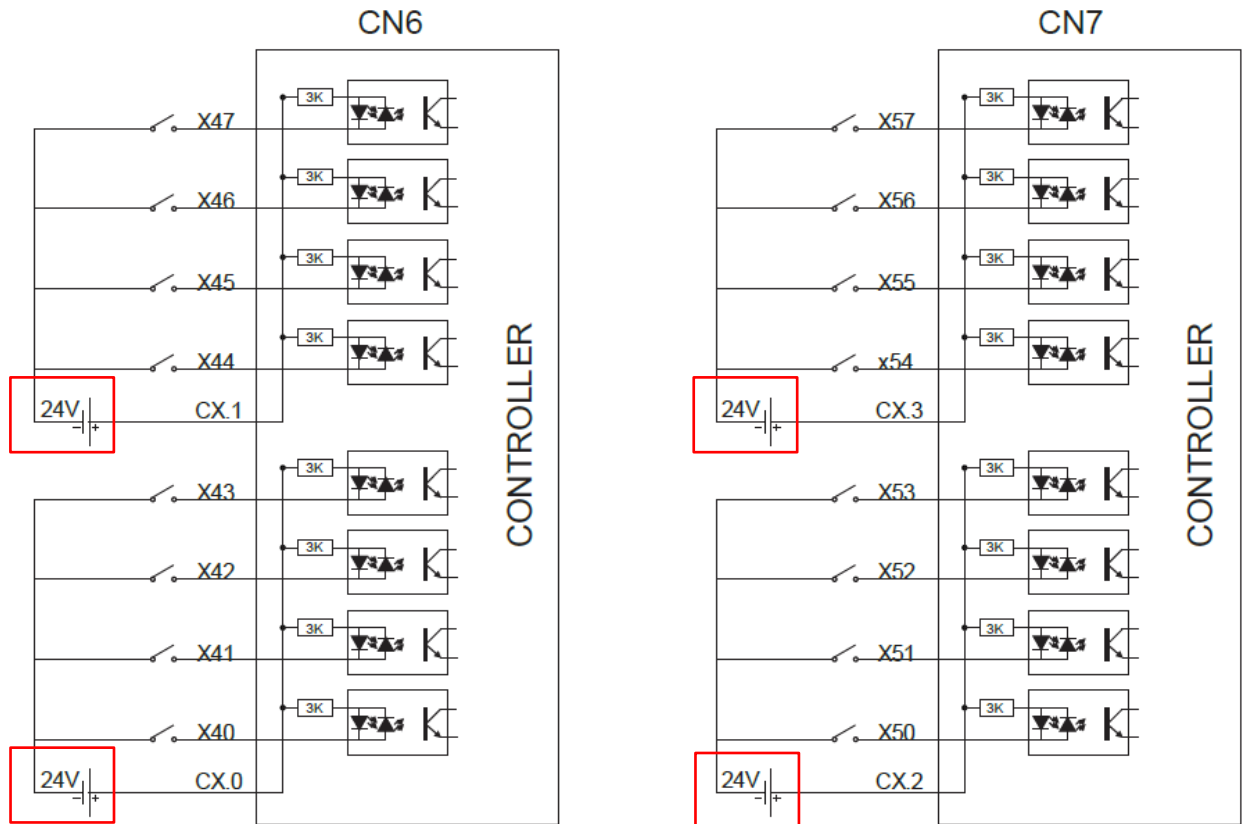 CN6
3K
X47
3K
X46
3K
X45
3K
X44
24V
- +
CX.1
3K
X43
3K
X42
3K
X41
3K
X40
24V
- +
CX.0
CONTROLLER
CN7
3K
X57
3K
X56
3K
X55
3K
x54
24V
- +
CX.3
3K
X53
3K
X52
3K
X51
3K
X50
24V
- +
CX.2
CONTROLLER